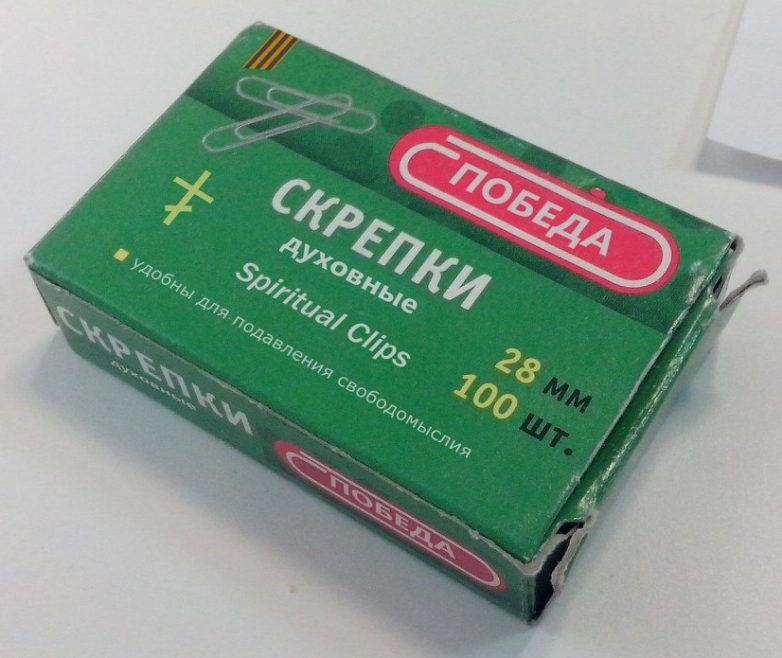 ПОБЕДА
СКРЕПКИ
духовные
Spiritual Clips
удобны для подавления свободомыслия
28 мм
100 шт.
СКРЕПКИ
духовные
ПОБЕДА